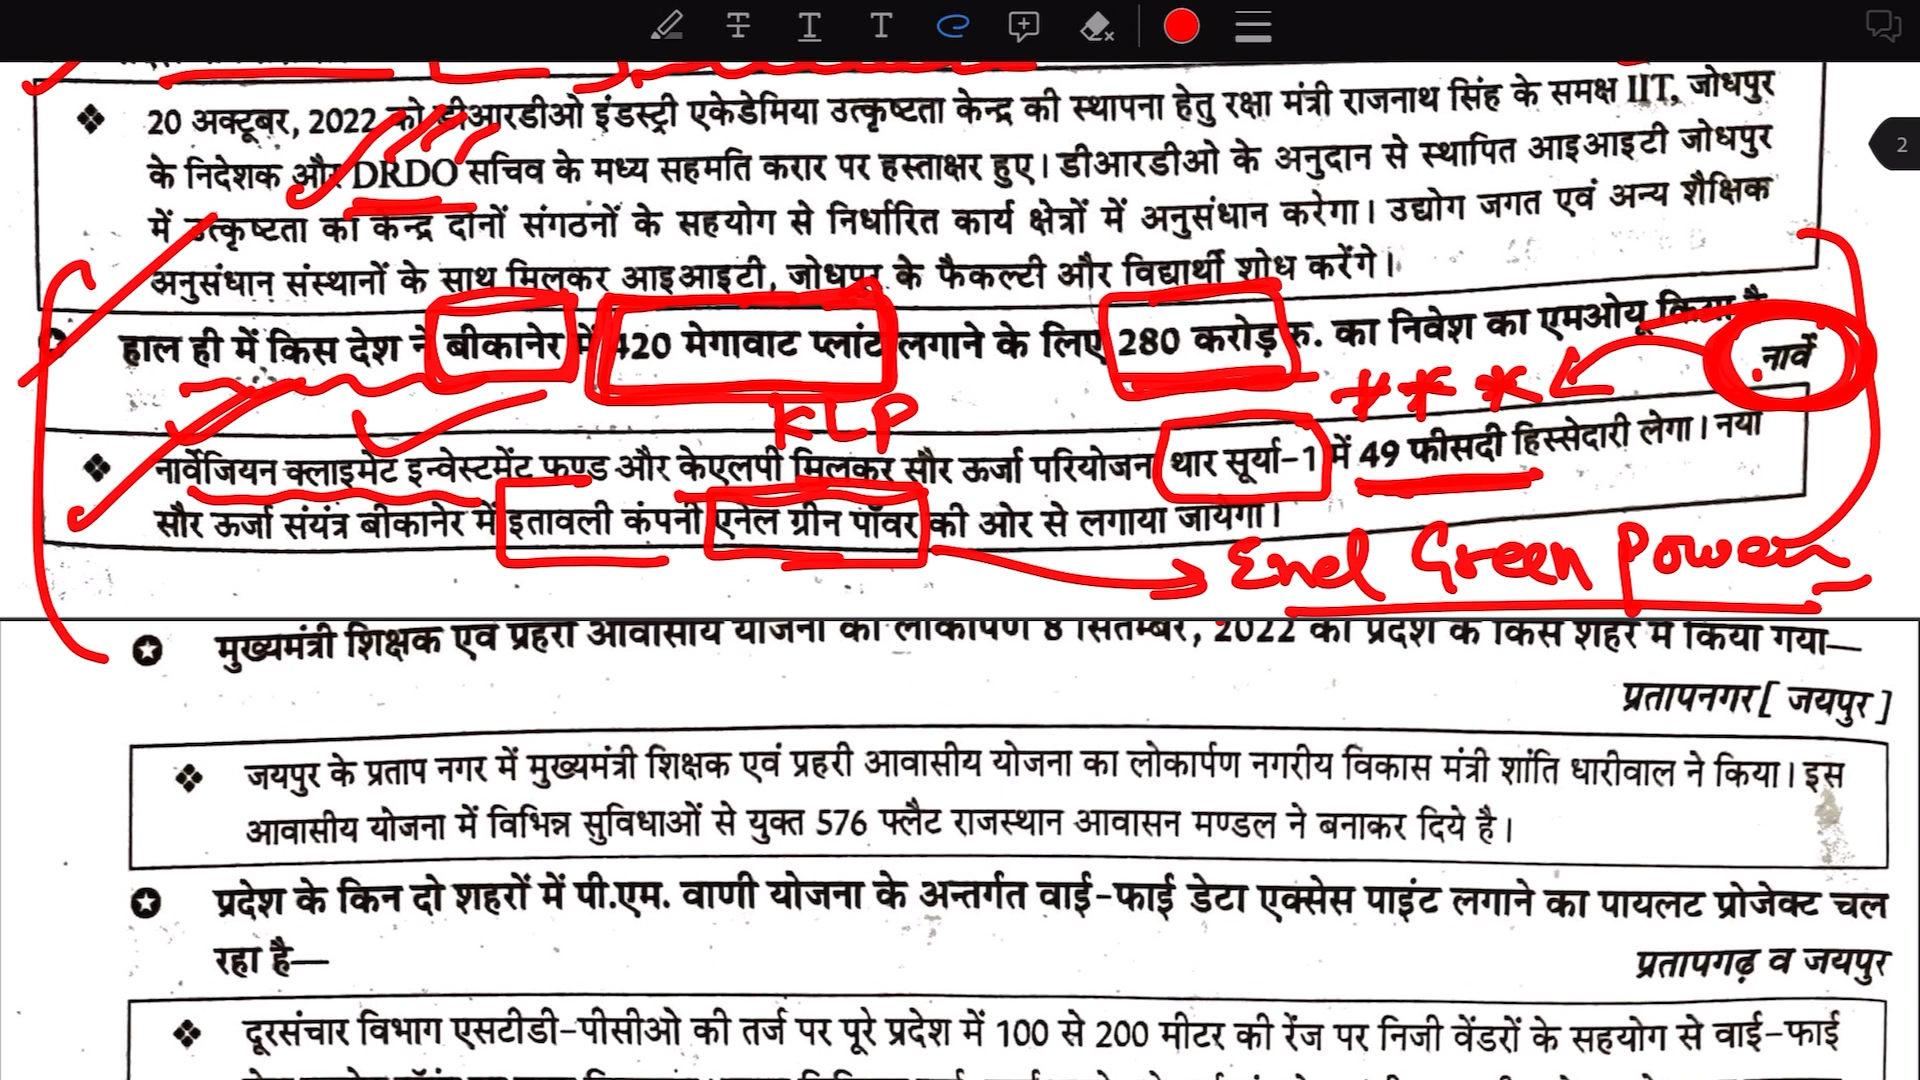 2
20 अक्टूबर, 2022 को डीआरडीओ इंडस्ट्री एकेडेमिया उत्कृष्टता केन्द्र की स्थापना हेतु रक्षा मंत्री राजनाथ सिंह के समक्ष IIT, जोधपुर
के निदेशक और DRDO सचिव के मध्य सहमति करार पर हस्ताक्षर हुए। डीआरडीओ के अनुदान से स्थापित आइआइटी जोधपुर
में उत्कृष्टता का केन्द्र दोनों संगठनों के सहयोग से निर्धारित कार्य क्षेत्रों में अनुसंधान करेगा। उद्योग जगत एवं अन्य शैक्षिक
अनुसंधान संस्थानों के साथ मिलकर आइआइटी, जोधपुर के फैकल्टी और विद्यार्थी शोध करेंगे।
हाल ही में किस देश ने बीकानेर में 420 मेगावाट प्लांट लगाने के लिए 280 करोड़ रु. का निवेश का एमओयू किया है
नार्वे
KLP
नार्वेजियन क्लाइमेट इन्वेस्टमेंट फण्ड और केएलपी मिलकर सौर ऊर्जा परियोजना थार सूर्या-1 में 49 फीसदी हिस्सेदारी लेगा। नया
सौर ऊर्जा संयंत्र बीकानेर में इतावली कंपनी एनेल ग्रीन पॉवर की ओर से लगाया जायेगा।
Enel Green Power
मुख्यमंत्री शिक्षक एवं प्रहरी आवासीय योजना का लोकार्पण 8 सितम्बर, 2022 को प्रदेश के किस शहर में किया गया—
प्रतापनगर [ जयपुर ]
जयपुर के प्रताप नगर में मुख्यमंत्री शिक्षक एवं प्रहरी आवासीय योजना का लोकार्पण नगरीय विकास मंत्री शांति धारीवाल ने किया। इस
आवासीय योजना में विभिन्न सुविधाओं से युक्त 576 फ्लैट राजस्थान आवासन मण्डल ने बनाकर दिये है।
प्रदेश के किन दो शहरों में पी.एम. वाणी योजना के अन्तर्गत वाई-फाई डेटा एक्सेस पाइंट लगाने का पायलट प्रोजेक्ट चल
रहा है—
प्रतापगढ़ व जयपुर
दूरसंचार विभाग एसटीडी-पीसीओ की तर्ज पर पूरे प्रदेश में 100 से 200 मीटर की रेंज पर निजी वेंडरों के सहयोग से वाई-फाई